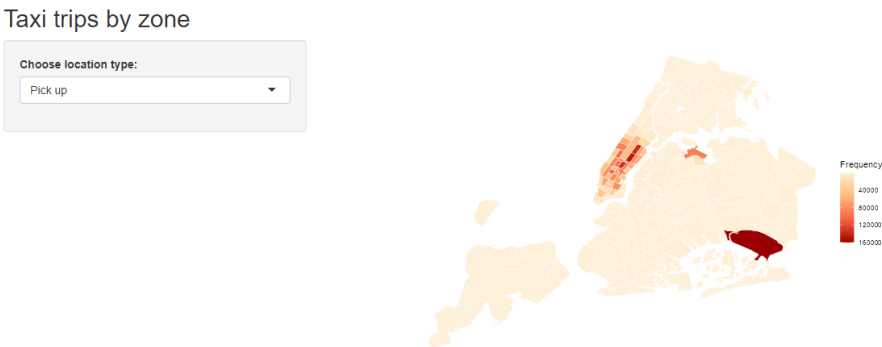 Taxi trips by zone
Choose location type:
Pick up
Frequency
40000
80000
120000
160000